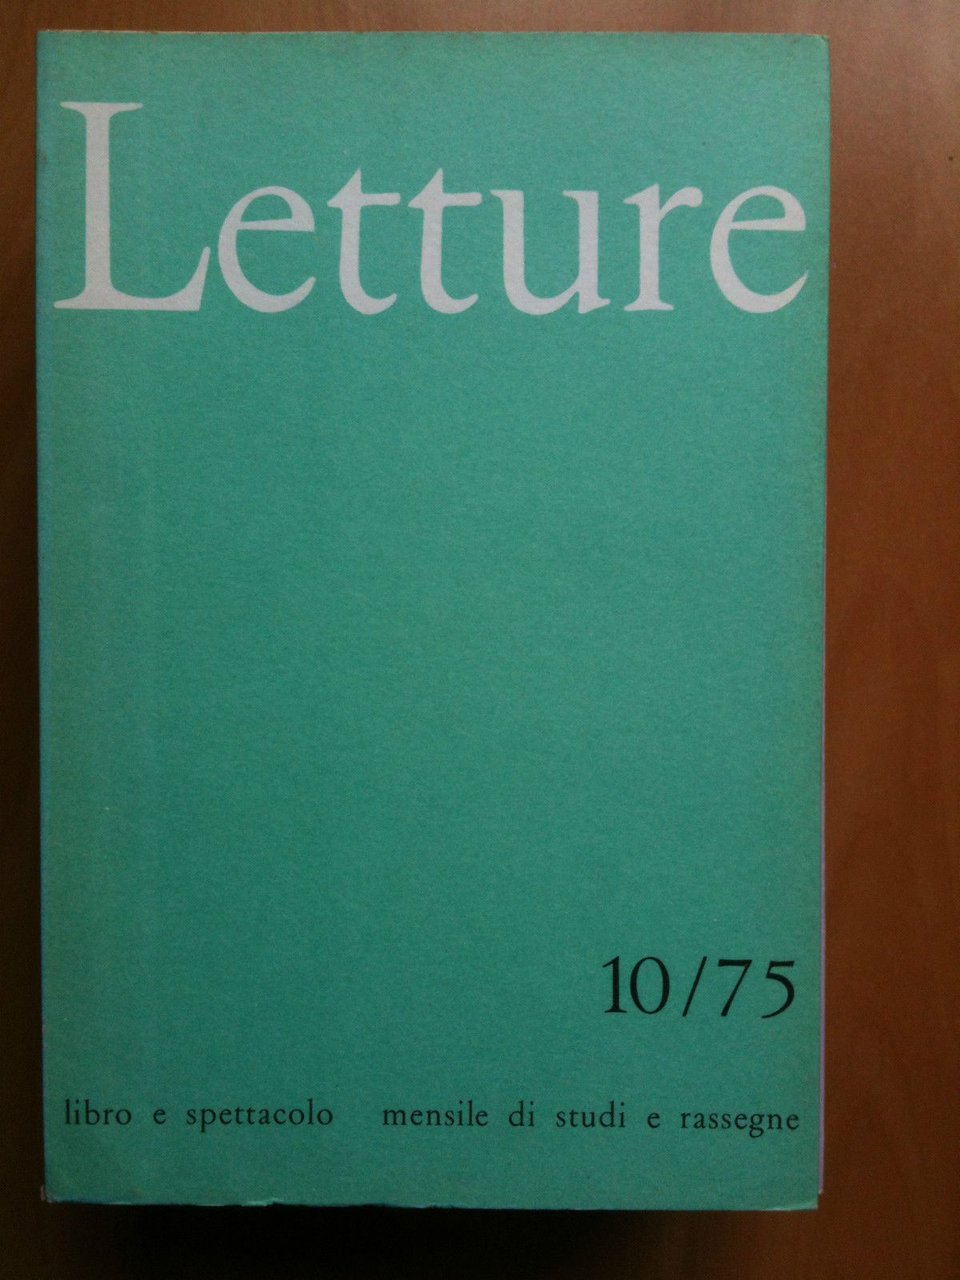 Letture
10/75
libro e spettacolo mensile di studi e rassegne